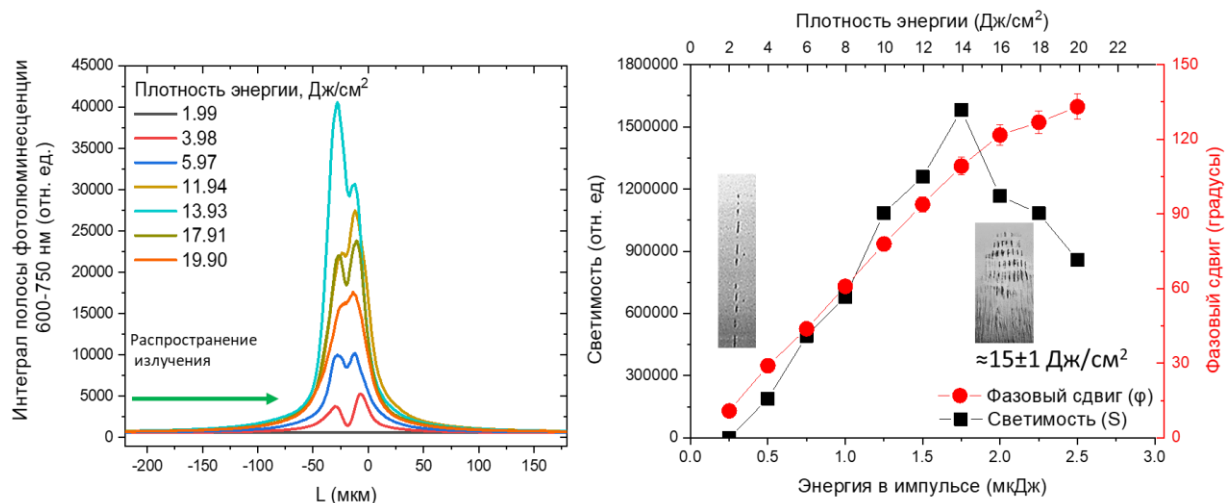 45000
40000
35000
30000
25000
20000
15000
10000
5000
0
Интеграл полосы фотолюминесценции
600-750 нм (отн. ед.)
Плотность энергии, Дж/см²
1.99
3.98
5.97
11.94
13.93
17.91
19.90
Распространение
излучения
-200 -150 -100 -50 0 50 100 150
L (мкм)
Плотность энергии (Дж/см²)
0 2 4 6 8 10 12 14 16 18 20 22
1800000
1500000
1200000
900000
600000
300000
0
Светимость (отн. ед)
150
120
90
60
30
0
Фазовый сдвиг (градусы)
≈15±1 Дж/см²
Фазовый сдвиг (φ)
Светимость (S)
0.0 0.5 1.0 1.5 2.0 2.5 3.0
Энергия в импульсе (мкДж)